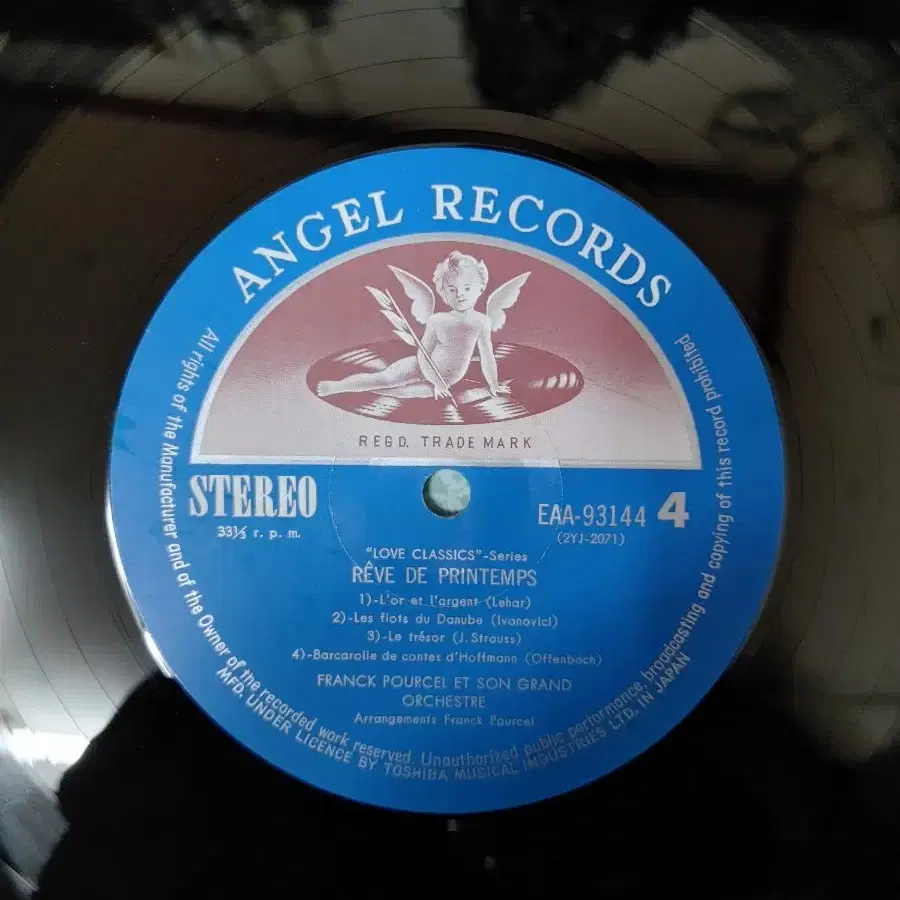 ANGEL RECORDS
REGD. TRADE MARK
STEREO
33⅓ r. p. m.
EAA-93144 4
(2YJ-2071)
"LOVE CLASSICS"-Series
RÊVE DE PRINTEMPS
1)-L'or et l'argent (Lehar)
2)-Les flots du Danube (Ivanovici)
3)-Le trésor (J. Strauss)
4)-Barcarolle de contes d'Hoffmann (Offenbach)
FRANCK POURCEL ET SON GRAND
ORCHESTRE
Arrangements Franck Pourcel
All rights of the Manufacturer and of the Owner of the recorded work reserved. Unauthorized public performance, broadcasting and copying of this record prohibited
MFD. UNDER LICENCE BY TOSHIBA MUSICAL INDUSTRIES LTD. IN JAPAN